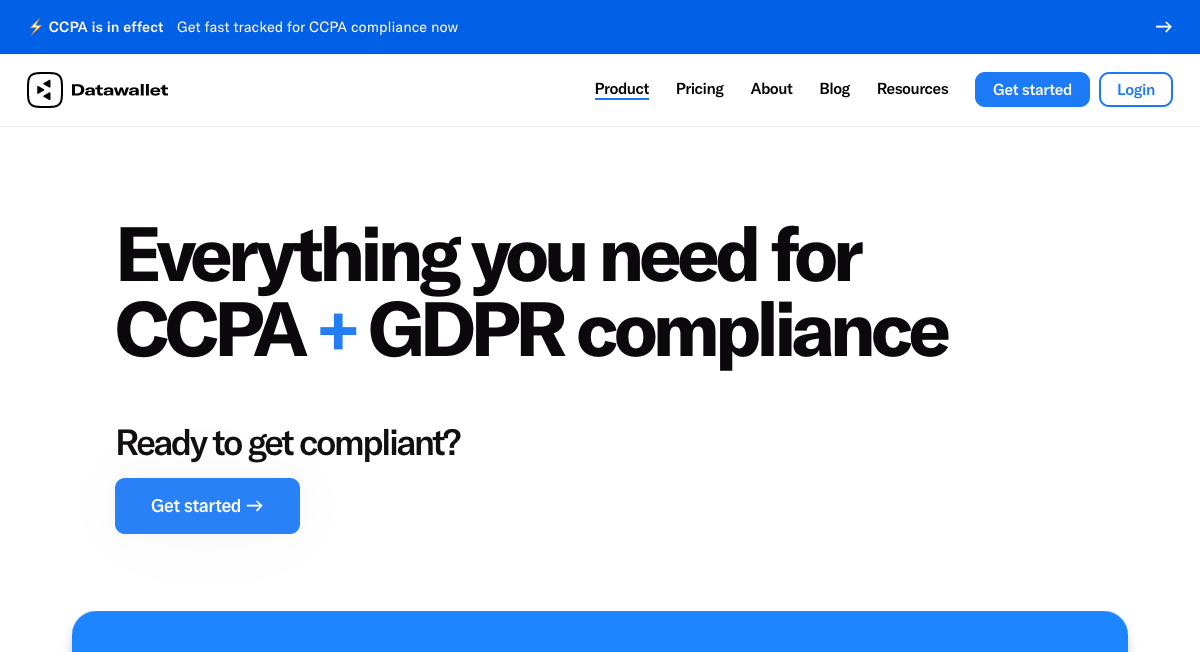 ⚡ CCPA is in effect Get fast tracked for CCPA compliance now →
Datawallet Product Pricing About Blog Resources Get started Login
Everything you need for
CCPA + GDPR compliance
Ready to get compliant?
Get started →